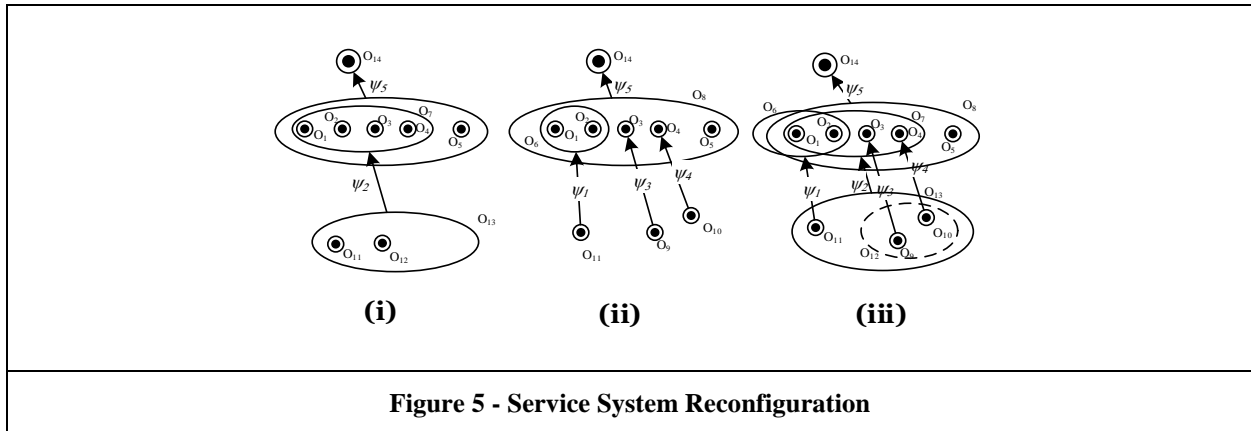 O14 O14 O14
ψ5 ψ5 ψ5
O7 O8 O6 O7 O8
O1 O2 O3 O4 O5 O6 O1 O2 O3 O4 O5 O1 O2 O3 O4 O5
ψ2 ψ1 ψ3 ψ4 ψ1 ψ2 ψ3 ψ4
O13 O10 O13
O11 O12 O11 O9 O11 O12 O9 O10
(i) (ii) (iii)
Figure 5 - Service System Reconfiguration